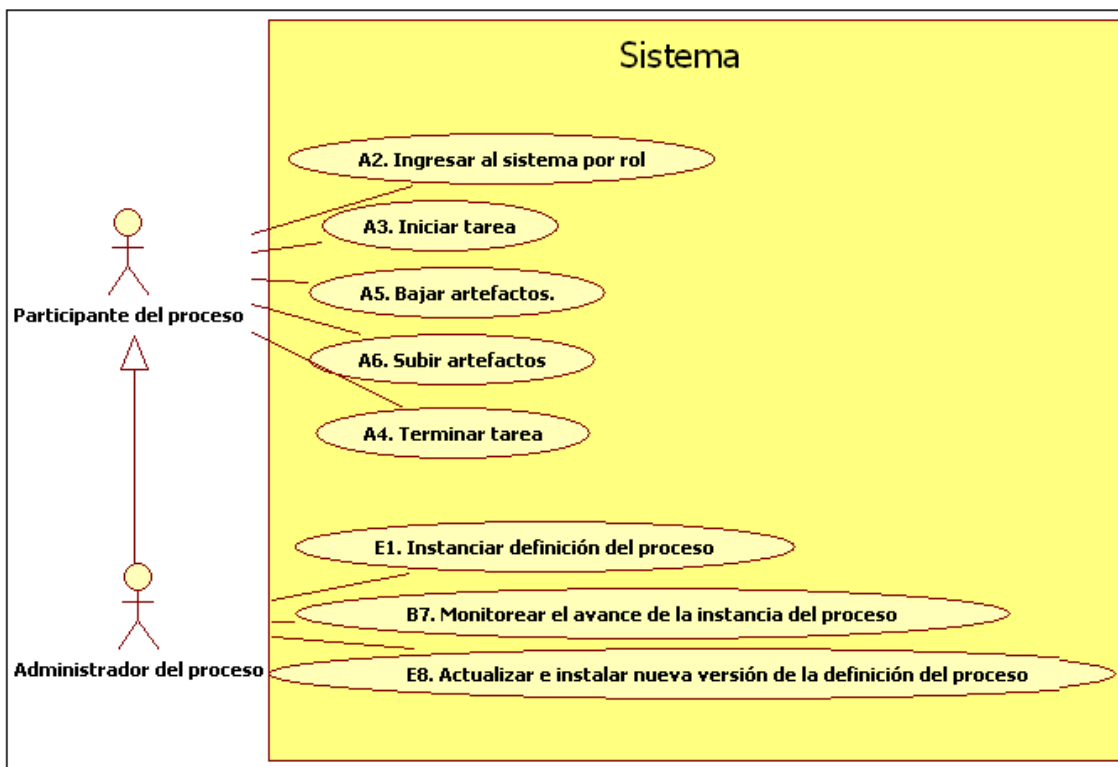 Sistema
A2. Ingresar al sistema por rol
A3. Iniciar tarea
A5. Bajar artefactos.
Participante del proceso
A6. Subir artefactos
A4. Terminar tarea
E1. Instanciar definición del proceso
B7. Monitorear el avance de la instancia del proceso
Administrador del proceso
E8. Actualizar e instalar nueva versión de la definición del proceso